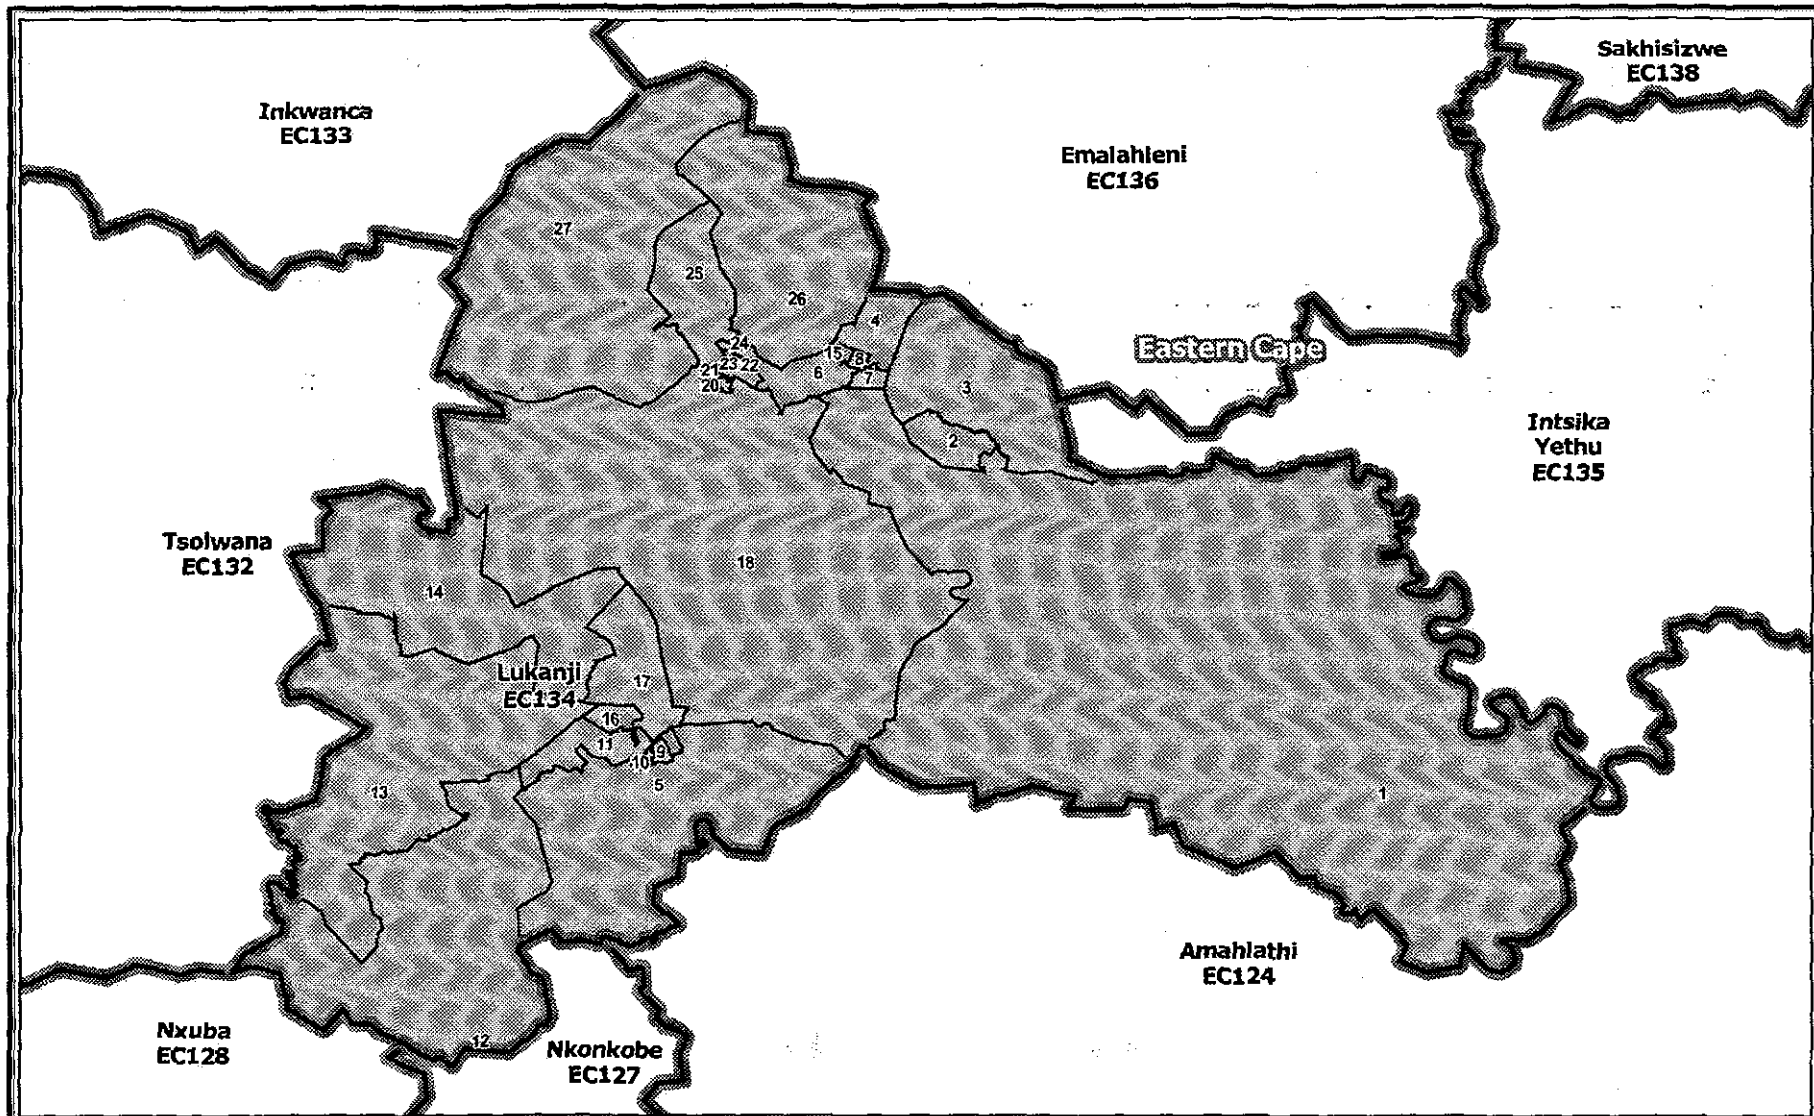 Sakhisizwe
EC138
Inkwanca
EC133
Emalahleni
EC136
27
25
26
4
Eastern Cape
24
15
8
23
22
21
6
7
20
3
2
Intsika
Yethu
EC135
Tsolwana
EC132
18
14
Lukanji
EC134
17
16
11
9
10
5
13
1
Amahlathi
EC124
Nxuba
EC128
12
Nkonkobe
EC127